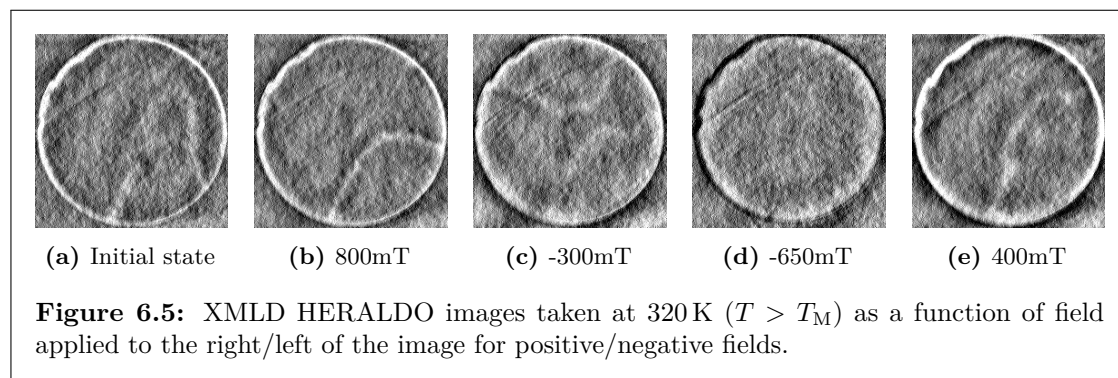 (a) Initial state
(b) 800mT
(c) -300mT
(d) -650mT
(e) 400mT
Figure 6.5: XMLD HERALDO images taken at 320 K (T > T_M) as a function of field
applied to the right/left of the image for positive/negative fields.